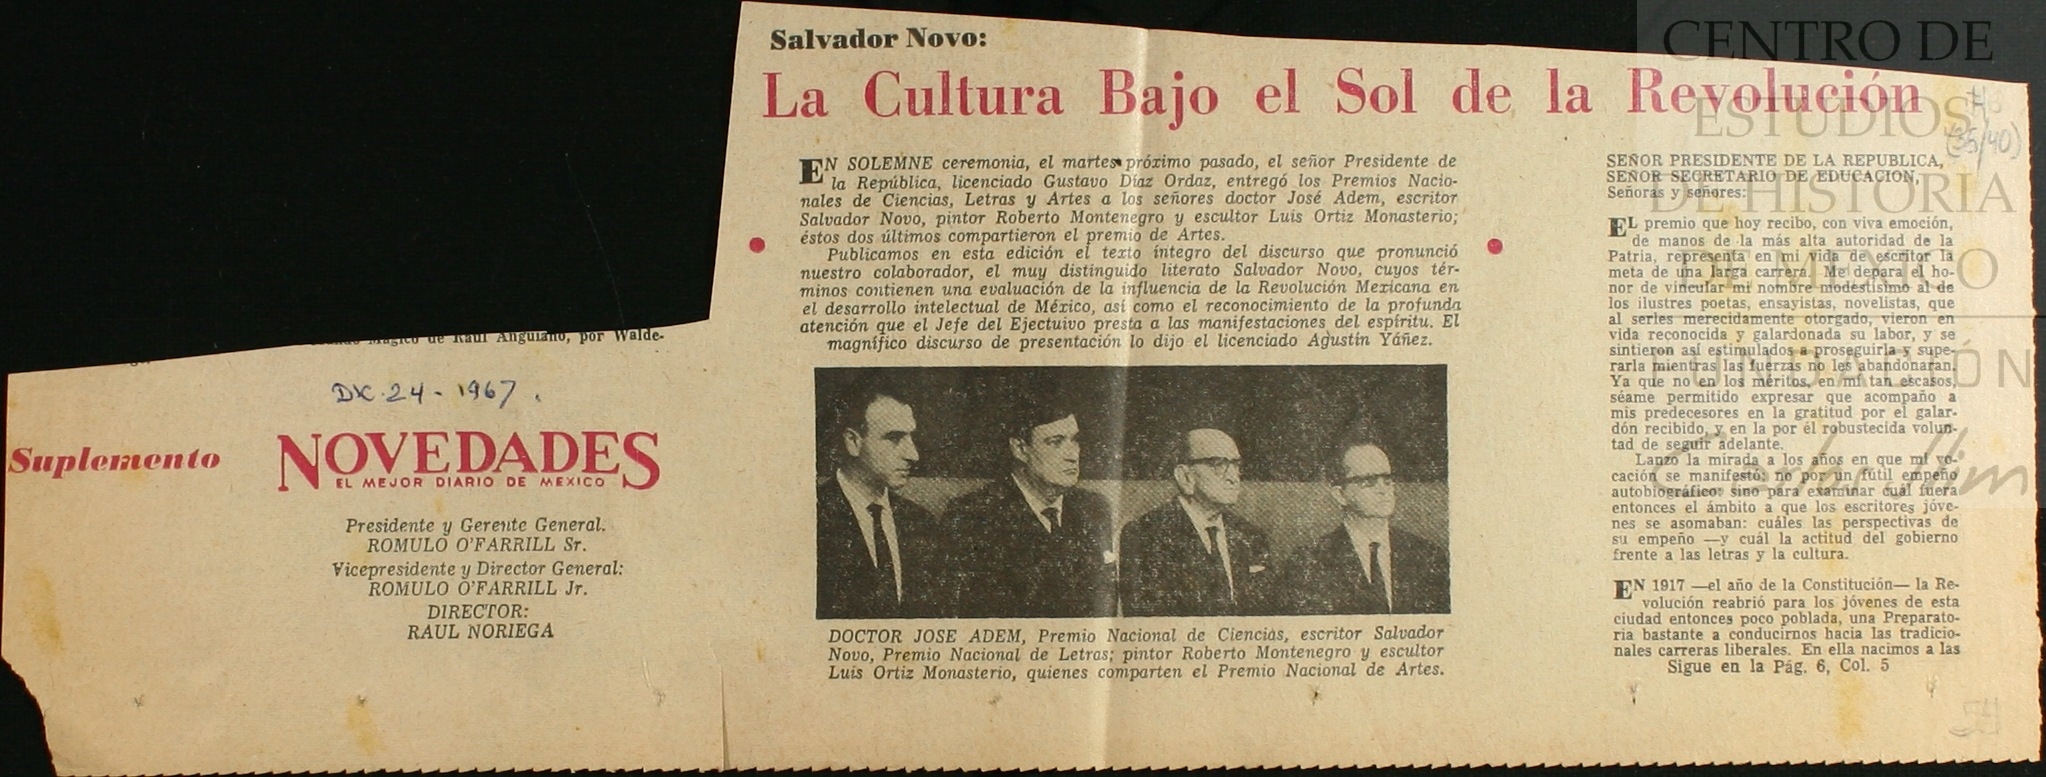 Salvador Novo:
La Cultura Bajo el Sol de la Revolución
EN SOLEMNE ceremonia, el martes próximo pasado, el señor Presidente de
la República, licenciado Gustavo Díaz Ordaz, entregó los Premios Nacio-
nales de Ciencias, Letras y Artes a los señores doctor José Adem, escritor
Salvador Novo, pintor Roberto Montenegro y escultor Luis Ortiz Monasterio;
éstos dos últimos compartieron el premio de Artes.
Publicamos en esta edición el texto íntegro del discurso que pronunció
nuestro colaborador, el muy distinguido literato Salvador Novo, cuyos tér-
minos contienen una evaluación de la influencia de la Revolución Mexicana en
el desarrollo intelectual de México, así como el reconocimiento de la profunda
atención que el Jefe del Ejectuivo presta a las manifestaciones del espíritu. El
magnífico discurso de presentación lo dijo el licenciado Agustín Yáñez.
DOCTOR JOSE ADEM, Premio Nacional de Ciencias, escritor Salvador
Novo, Premio Nacional de Letras; pintor Roberto Montenegro y escultor
Luis Ortiz Monasterio, quienes comparten el Premio Nacional de Artes.
SEÑOR PRESIDENTE DE LA REPUBLICA,
SEÑOR SECRETARIO DE EDUCACION,
Señoras y señores:
EL premio que hoy recibo, con viva emoción,
de manos de la más alta autoridad de la
Patria, representa en mi vida de escritor la
meta de una larga carrera. Me depara el ho-
nor de vincular mi nombre modestísimo al de
los ilustres poetas, ensayistas, novelistas, que
al serles merecidamente otorgado, vieron en
vida reconocida y galardonada su labor, y se
sintieron así estimulados a proseguirla y supe-
rarla mientras las fuerzas no les abandonaran.
Ya que no en los méritos, en mí tan escasos,
séame permitido expresar que acompaño a
mis predecesores en la gratitud por el galar-
dón recibido, y en la por él robustecida volun-
tad de seguir adelante.
Lanzo la mirada a los años en que mi vo-
cación se manifestó; no por un fútil empeño
autobiográfico: sino para examinar cuál fuera
entonces el ámbito a que los escritores jóve-
nes se asomaban: cuáles las perspectivas de
su empeño —y cuál la actitud del gobierno
frente a las letras y la cultura.
EN 1917 —el año de la Constitución— la Re-
volución reabrió para los jóvenes de esta
ciudad entonces poco poblada, una Preparato-
ria bastante a conducirnos hacia las tradicio-
nales carreras liberales. En ella nacimos a las
Sigue en la Pág. 6, Col. 5
Mágico de Raúl Anguiano, por Walde-
Dic. 24 - 1967.
Suplemento
NOVEDADES
EL MEJOR DIARIO DE MEXICO
Presidente y Gerente General.
ROMULO O'FARRILL Sr.
Vicepresidente y Director General:
ROMULO O'FARRILL Jr.
DIRECTOR:
RAUL NORIEGA
(35/40)
54
CENTRO DE
ESTUDIOS
DE HISTORIA
DE MÉXICO
FUNDACIÓN
Carlos Slim